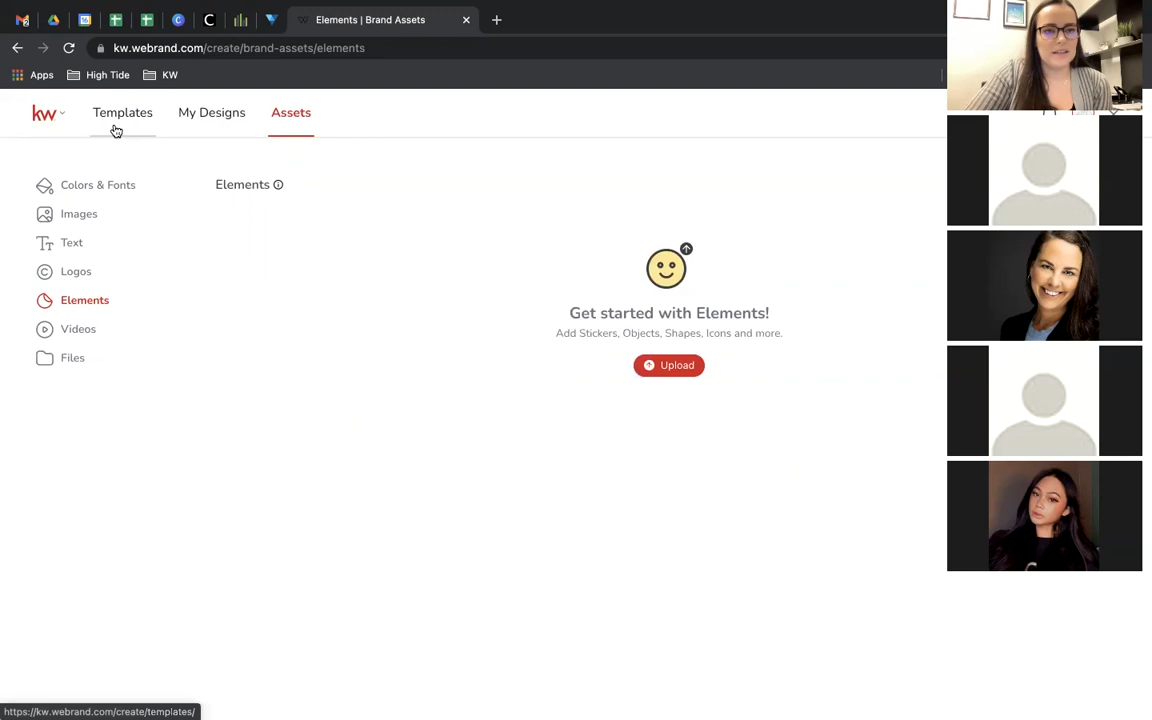 Elements | Brand Assets
kw.webrand.com/create/brand-assets/elements
Apps
High Tide
KW
kw
Templates
My Designs
Assets
Colors & Fonts
Images
Text
Logos
Elements
Videos
Files
Elements
Get started with Elements!
Add Stickers, Objects, Shapes, Icons and more.
Upload
https://kw.webrand.com/create/templates/